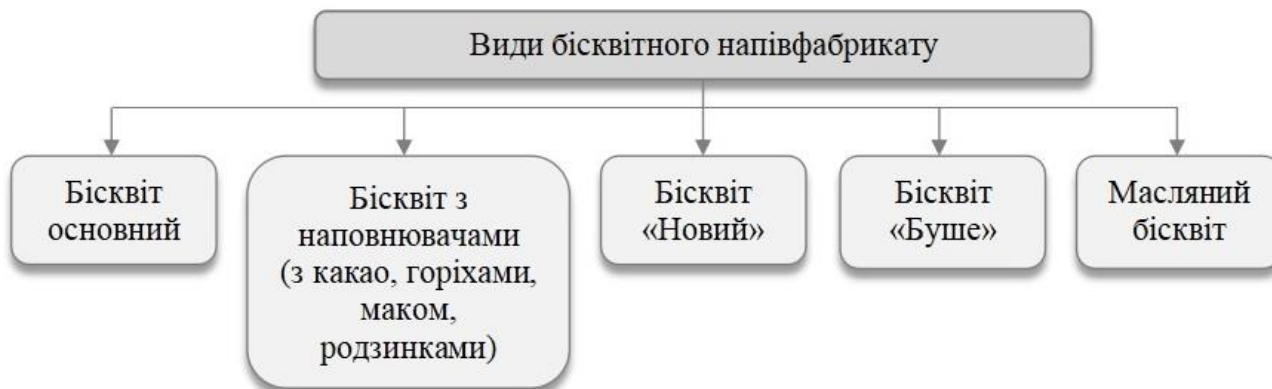 Види бісквітного напівфабрикату
Бісквіт
основний
Бісквіт з
наповнювачами
(з какао, горіхами,
маком,
родзинками)
Бісквіт
«Новий»
Бісквіт
«Буше»
Масляний
бісквіт